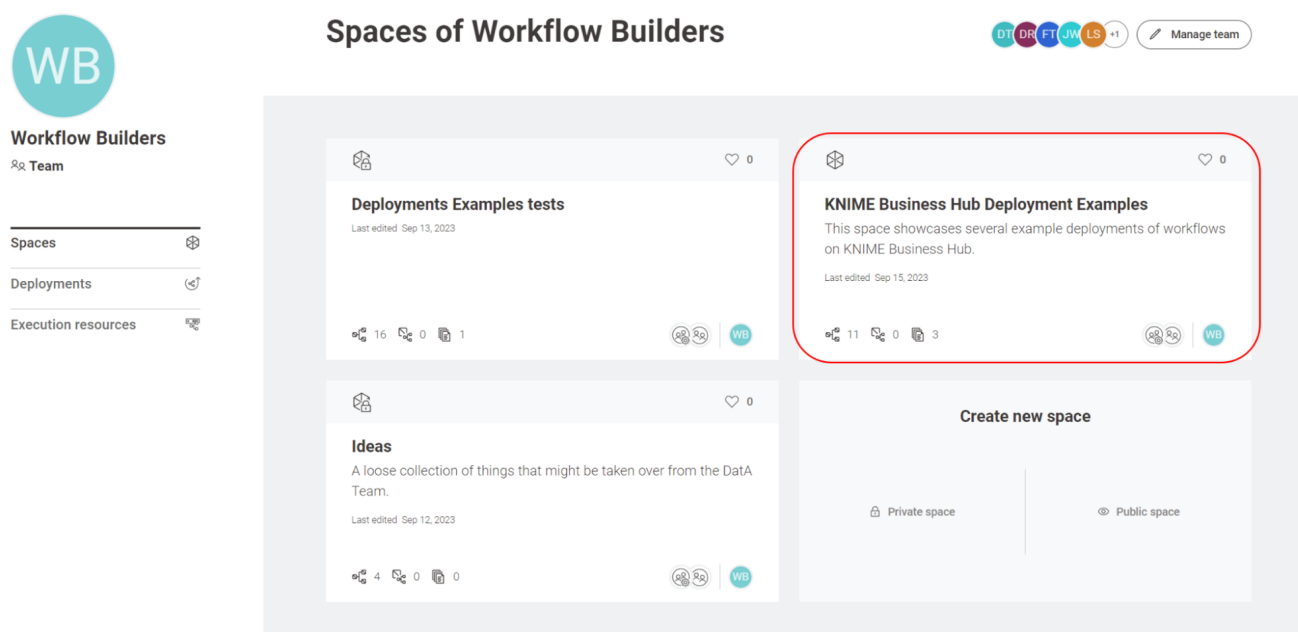 WB
Workflow Builders
Team
Spaces
Deployments
Execution resources
Spaces of Workflow Builders
DT DR FT JW LS +1
Manage team
0
Deployments Examples tests
Last edited Sep 13, 2023
16 0 1
WB
0
KNIME Business Hub Deployment Examples
This space showcases several example deployments of workflows
on KNIME Business Hub.
Last edited Sep 15, 2023
11 0 3
WB
0
Ideas
A loose collection of things that might be taken over from the DatA
Team.
Last edited Sep 12, 2023
4 0 0
WB
Create new space
Private space
Public space